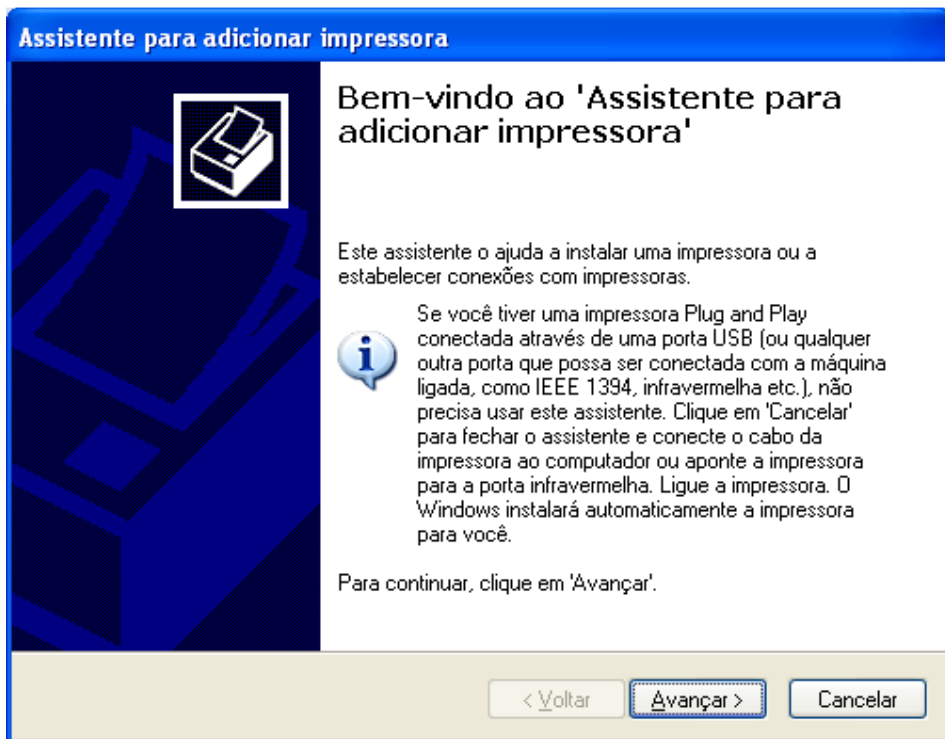 Assistente para adicionar impressora
Bem-vindo ao 'Assistente para
adicionar impressora'
Este assistente o ajuda a instalar uma impressora ou a
estabelecer conexões com impressoras.
Se você tiver uma impressora Plug and Play
conectada através de uma porta USB (ou qualquer
outra porta que possa ser conectada com a máquina
ligada, como IEEE 1394, infravermelha etc.), não
precisa usar este assistente. Clique em 'Cancelar'
para fechar o assistente e conecte o cabo da
impressora ao computador ou aponte a impressora
para a porta infravermelha. Ligue a impressora. O
Windows instalará automaticamente a impressora
para você.
Para continuar, clique em 'Avançar'.
< Voltar Avançar > Cancelar